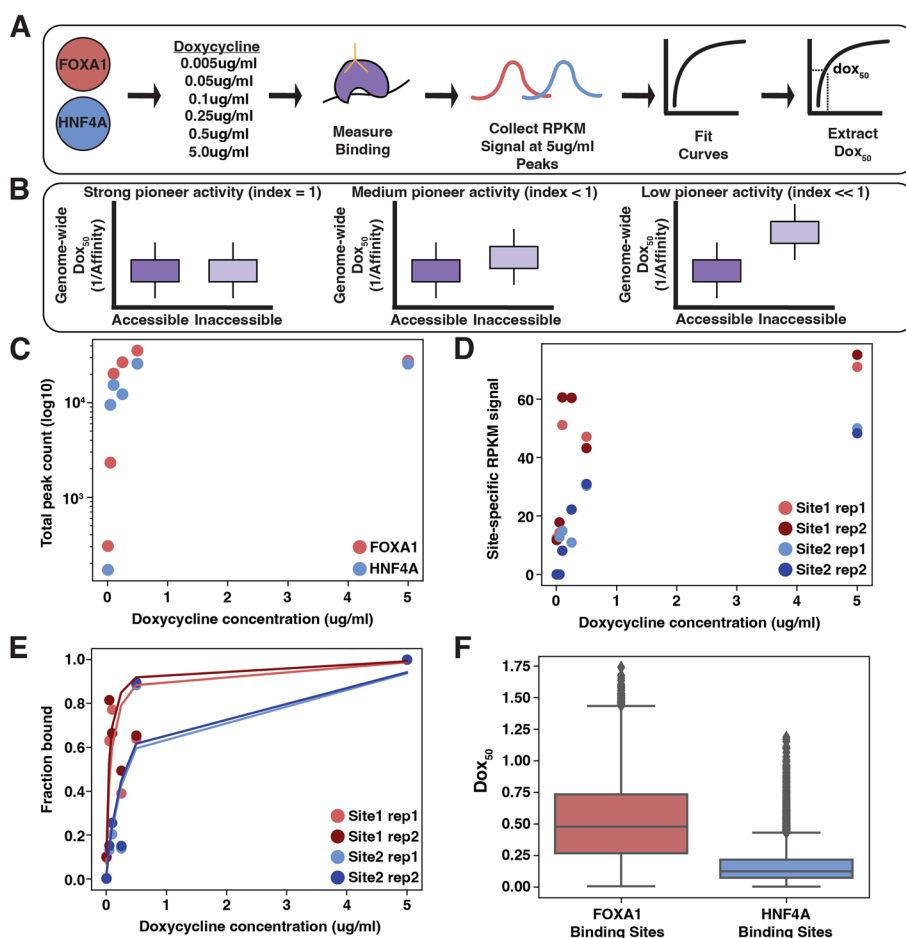 A
FOXA1
HNF4A
Doxycycline
0.005ug/ml
0.05ug/ml
0.1ug/ml
0.25ug/ml
0.5ug/ml
5.0ug/ml
Measure
Binding
Collect RPKM
Signal at 5ug/ml
Peaks
Fit
Curves
dox50
Extract
Dox50
B
Strong pioneer activity (index = 1)
Genome-wide
Dox50
(1/Affinity)
Accessible Inaccessible
Medium pioneer activity (index < 1)
Genome-wide
Dox50
(1/Affinity)
Accessible Inaccessible
Low pioneer activity (index << 1)
Genome-wide
Dox50
(1/Affinity)
Accessible Inaccessible
C
Total peak count (log10)
10^4
10^3
FOXA1
HNF4A
0 1 2 3 4 5
Doxycycline concentration (ug/ml)
D
Site-specific RPKM signal
60
40
20
0
Site1 rep1
Site1 rep2
Site2 rep1
Site2 rep2
0 1 2 3 4 5
Doxycycline concentration (ug/ml)
E
Fraction bound
1.0
0.8
0.6
0.4
0.2
0.0
Site1 rep1
Site1 rep2
Site2 rep1
Site2 rep2
0 1 2 3 4 5
Doxycycline concentration (ug/ml)
F
Dox50
1.75
1.50
1.25
1.00
0.75
0.50
0.25
0.00
FOXA1
Binding Sites
HNF4A
Binding Sites